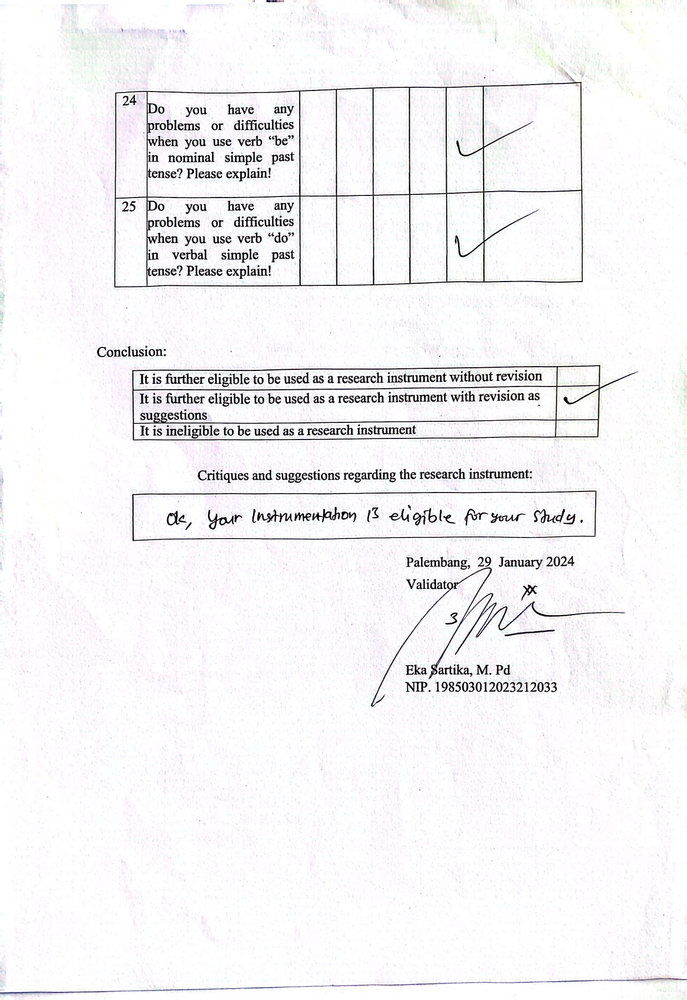 24
Do you have any
problems or difficulties
when you use verb “be”
in nominal simple past
tense? Please explain!
25
Do you have any
problems or difficulties
when you use verb “do”
in verbal simple past
tense? Please explain!
Conclusion:
It is further eligible to be used as a research instrument without revision
It is further eligible to be used as a research instrument with revision as
suggestions
It is ineligible to be used as a research instrument
Critiques and suggestions regarding the research instrument:
Ok, Your Instrumentation is eligible for your study.
Palembang, 29 January 2024
Validator
Eka Sartika, M. Pd
NIP. 198503012023212033